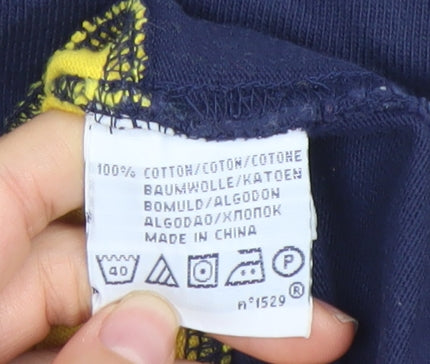 100% COTTON/COTON/COTONE
BAUMWOLLE/KATOEN
BOMULD/ALGODON
ALGODAO/ХЛОПОК
MADE IN CHINA
40 P
n°1529 ®